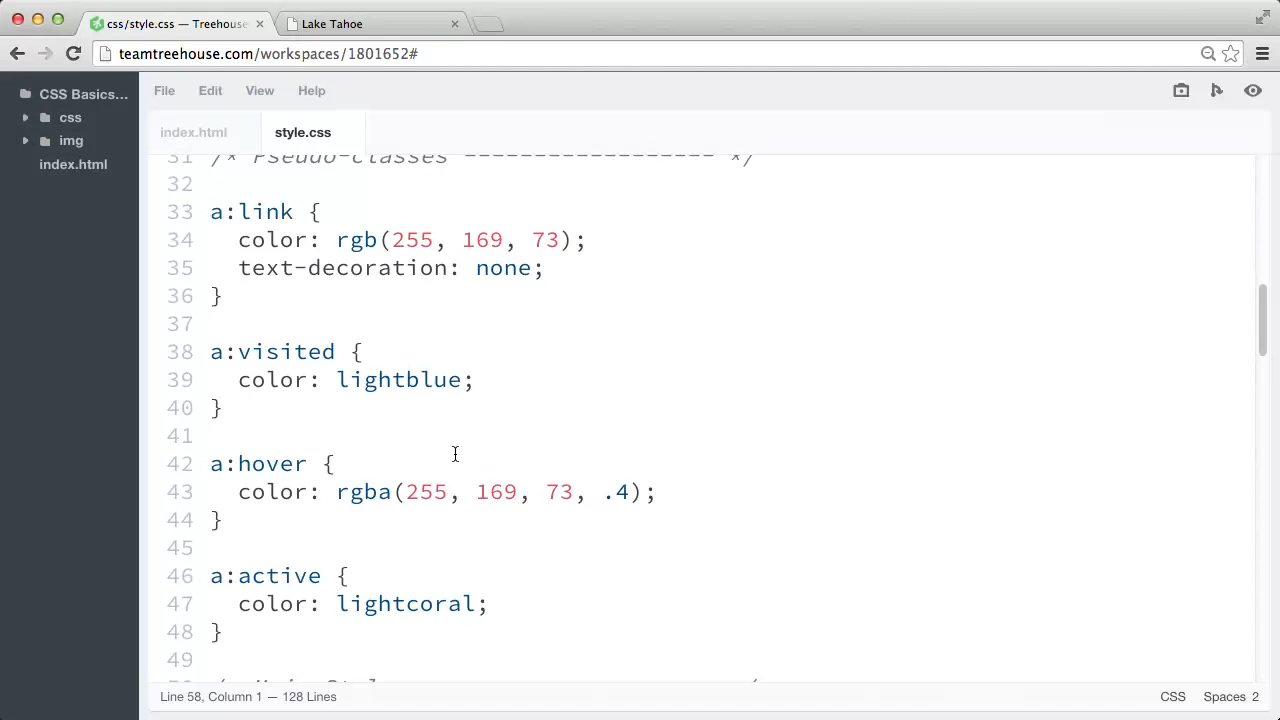 css/style.css — Treehouse
Lake Tahoe
teamtreehouse.com/workspaces/1801652#
CSS Basics...
css
img
index.html
File Edit View Help
index.html style.css
31 /* Pseudo-classes ------------------ */
32
33 a:link {
34 color: rgb(255, 169, 73);
35 text-decoration: none;
36 }
37
38 a:visited {
39 color: lightblue;
40 }
41
42 a:hover {
43 color: rgba(255, 169, 73, .4);
44 }
45
46 a:active {
47 color: lightcoral;
48 }
49
Line 58, Column 1 — 128 Lines
CSS Spaces 2